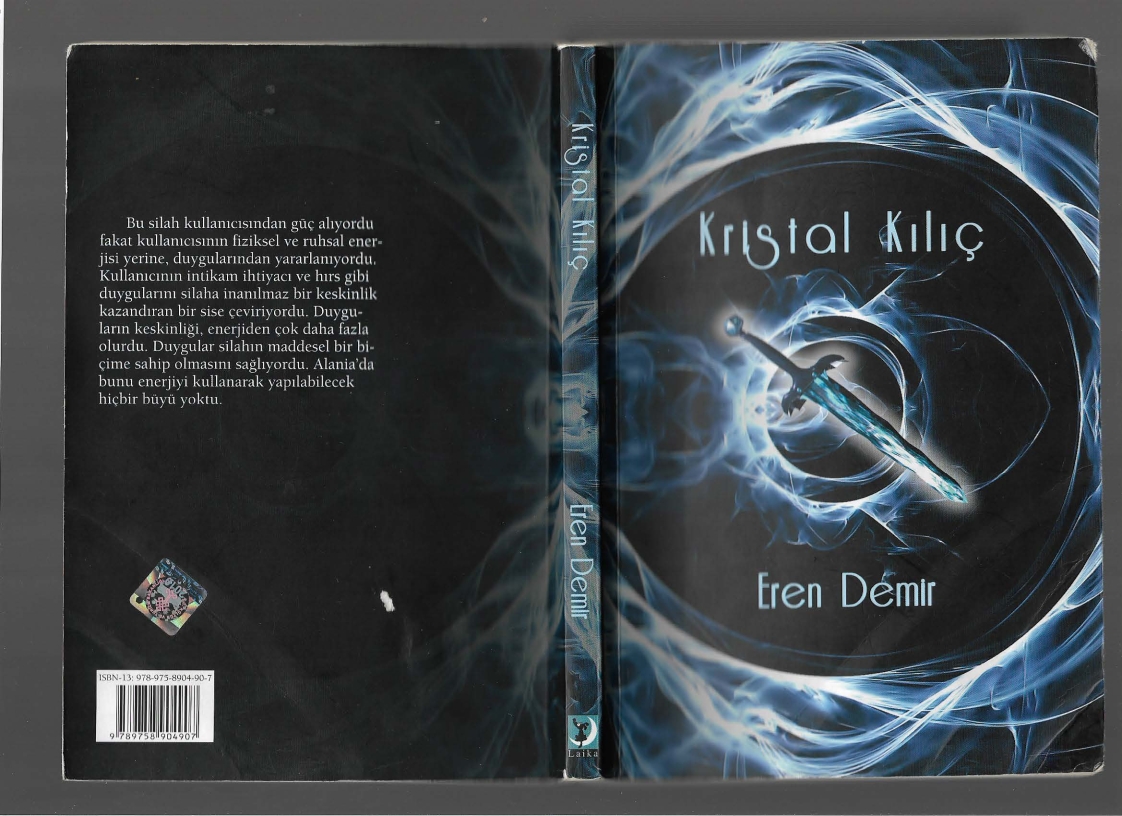 Bu silah kullanıcısından güç alıyordu
fakat kullanıcısının fiziksel ve ruhsal ener-
jisi yerine, duygularından yararlanıyordu.
Kullanıcının intikam ihtiyacı ve hırs gibi
duygularını silaha inanılmaz bir keskinlik
kazandıran bir sise çeviriyordu. Duygu-
ların keskinliği, enerjiden çok daha fazla
olurdu. Duygular silahın maddesel bir bi-
çime sahip olmasını sağlıyordu. Alania'da
bunu enerjiyi kullanarak yapılabilecek
hiçbir büyü yoktu.
ISBN-13: 978-975-8904-90-7
9 789758 904907
Kristal Kılıç
Eren Demir
Laika
Kristal Kılıç
Eren Demir